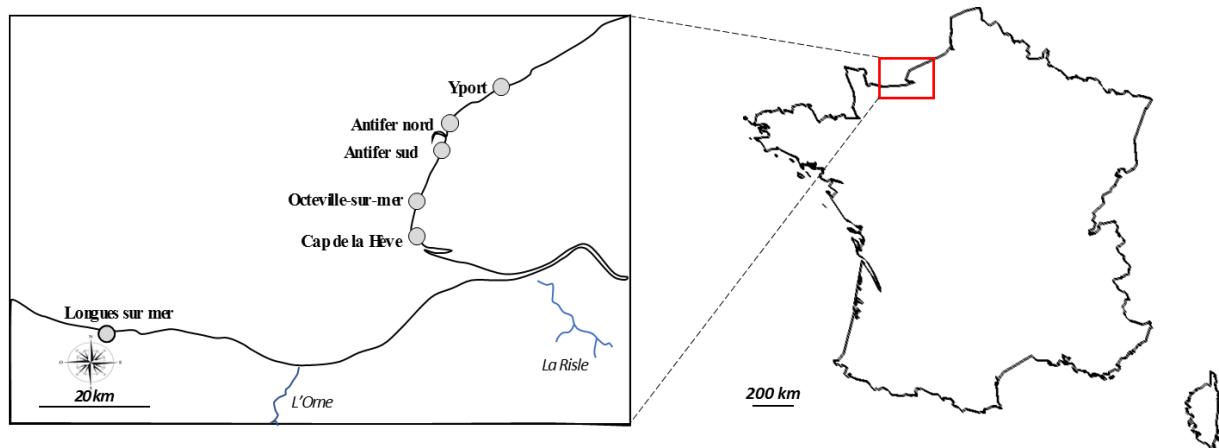 Yport
Antifer nord
Antifer sud
Octeville-sur-mer
Cap de la Hève
Longues sur mer
20 km
L'Orne
La Risle
200 km